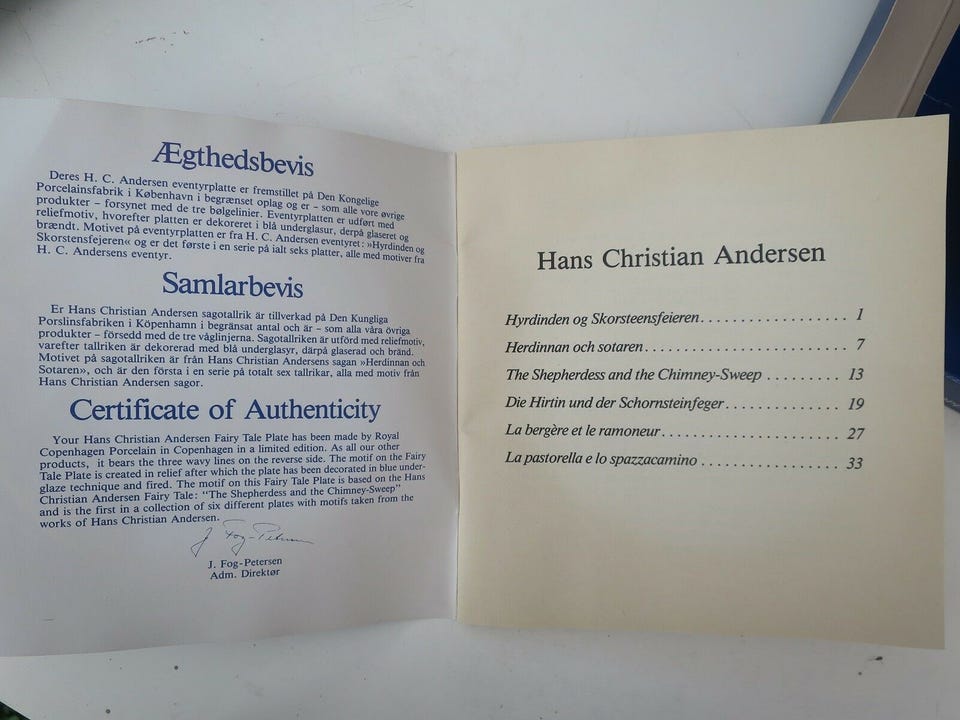 Ægthedsbevis
Deres H. C. Andersen eventyrplatte er fremstillet på Den Kongelige
Porcelainsfabrik i København i begrænset oplag og er – som alle vore øvrige
produkter – forsynet med de tre bølgelinier. Eventyrplatten er udført med
reliefmotiv, hvorefter platten er dekoreret i blå underglasur, derpå glaseret og
brændt. Motivet på eventyrplatten er fra H. C. Andersen eventyret: »Hyrdinden og
Skorstensfejeren« og er det første i en serie på ialt seks platter, alle med motiver fra
H. C. Andersens eventyr.
Samlarbevis
Er Hans Christian Andersen sagotallrik är tillverkad på Den Kungliga
Porslinsfabriken i Köpenhamn i begränsat antal och är – som alla våra övriga
produkter – försedd med de tre våglinjerna. Sagotallriken är utförd med reliefmotiv,
varefter tallriken är dekorerad med blå underglasyr, därpå glaserad och bränd.
Motivet på sagotallriken är från Hans Christian Andersens sagan »Herdinnan och
Sotaren», och är den första i en serie på totalt sex tallrikar, alla med motiv från
Hans Christian Andersen sagor.
Certificate of Authenticity
Your Hans Christian Andersen Fairy Tale Plate has been made by Royal
Copenhagen Porcelain in Copenhagen in a limited edition. As all our other
products, it bears the three wavy lines on the reverse side. The motif on the Fairy
Tale Plate is created in relief after which the plate has been decorated in blue under-
glaze technique and fired. The motif on this Fairy Tale Plate is based on the Hans
Christian Andersen Fairy Tale: "The Shepherdess and the Chimney-Sweep"
and is the first in a collection of six different plates with motifs taken from the
works of Hans Christian Andersen.
J Fog-Petersen
J. Fog-Petersen
Adm. Direktør
Hans Christian Andersen
Hyrdinden og Skorsteensfeieren.................. 1
Herdinnan och sotaren.......................... 7
The Shepherdess and the Chimney-Sweep ......... 13
Die Hirtin und der Schornsteinfeger.............. 19
La bergère et le ramoneur....................... 27
La pastorella e lo spazzacamino .................. 33